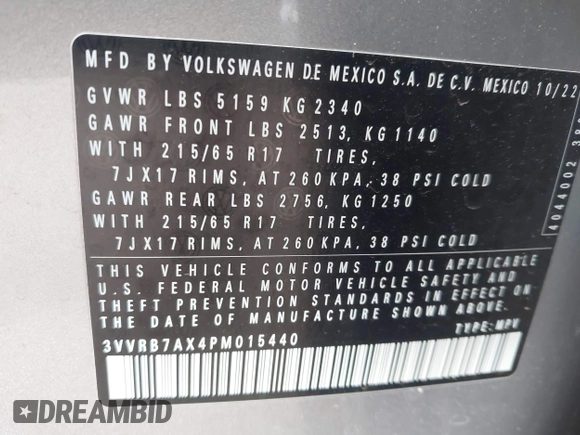 MFD BY VOLKSWAGEN DE MEXICO S.A. DE C.V. MEXICO 10/22
GVWR LBS 5159 KG 2340
GAWR FRONT LBS 2513, KG 1140
WITH 215/65 R17 TIRES,
7JX17 RIMS, AT 260 KPA, 38 PSI COLD
GAWR REAR LBS 2756, KG 1250
WITH 215/65 R17 TIRES,
7JX17 RIMS, AT 260 KPA, 38 PSI COLD
THIS VEHICLE CONFORMS TO ALL APPLICABLE
U.S. FEDERAL MOTOR VEHICLE SAFETY AND
THEFT PREVENTION STANDARDS IN EFFECT ON
THE DATE OF MANUFACTURE SHOWN ABOVE.
3VVRB7AX4PM015440 TYPE: MPV
4044002
DREAMBID